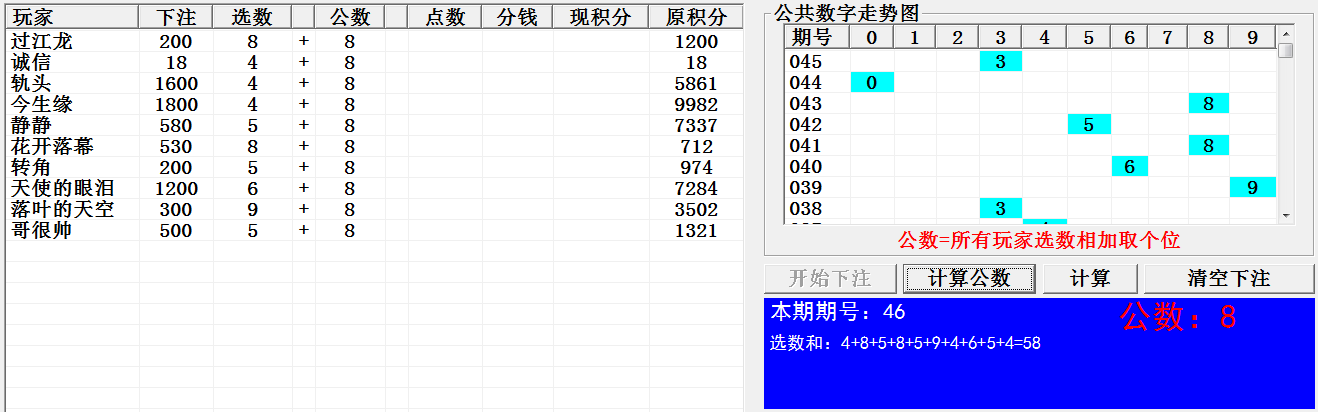 玩家 下注 选数 公数 点数 分钱 现积分 原积分
过江龙 200 8 + 8 1200
诚信 18 4 + 8 18
轨头 1600 4 + 8 5861
今生缘 1800 4 + 8 9982
静静 580 5 + 8 7337
花开落幕 530 8 + 8 712
转角 200 5 + 8 974
天使的眼泪 1200 6 + 8 7284
落叶的天空 300 9 + 8 3502
哥很帅 500 5 + 8 1321
公共数字走势图
期号 0 1 2 3 4 5 6 7 8 9
045 3
044 0
043 8
042 5
041 8
040 6
039 9
038 3
公数=所有玩家选数相加取个位
开始下注 计算公数 计算 清空下注
本期期号：46 公数：8
选数和：4+8+5+8+5+9+4+6+5+4=58